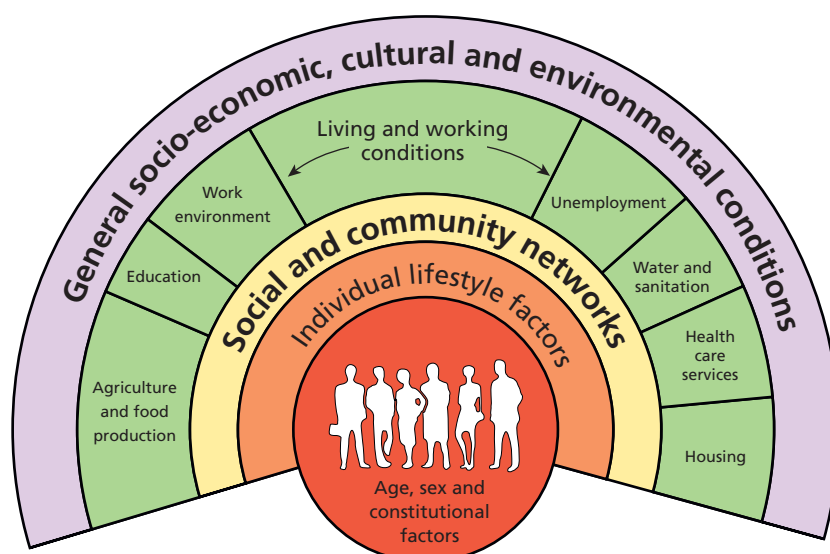 General socio-economic, cultural and environmental conditions
Living and working
conditions
Work
environment
Unemployment
Education
Water and
sanitation
Agriculture
and food
production
Health
care
services
Housing
Social and community networks
Individual lifestyle factors
Age, sex and
constitutional
factors